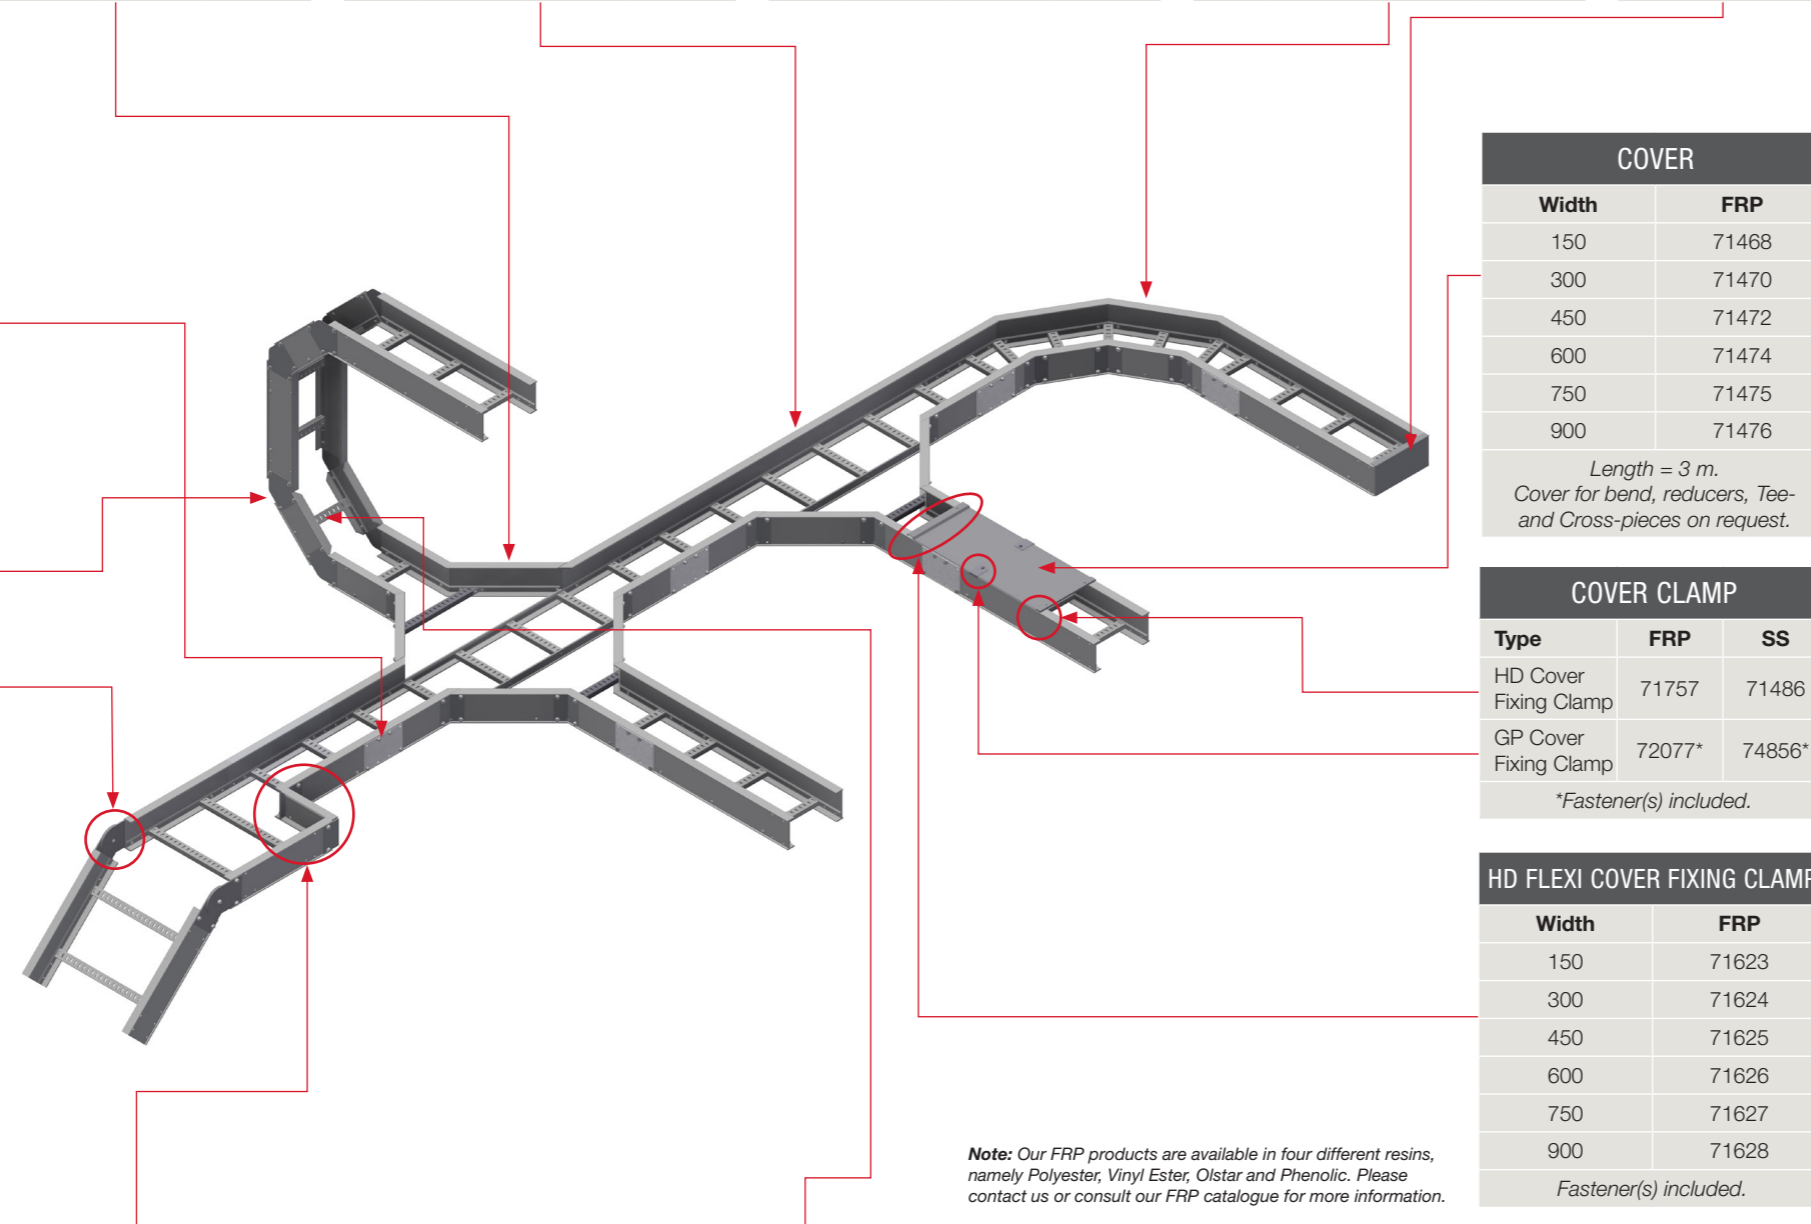 COVER
Width FRP
150 71468
300 71470
450 71472
600 71474
750 71475
900 71476
Length = 3 m.
Cover for bend, reducers, Tee-
and Cross-pieces on request.
COVER CLAMP
Type FRP SS
HD Cover
Fixing Clamp 71757 71486
GP Cover
Fixing Clamp 72077* 74856*
*Fastener(s) included.
HD FLEXI COVER FIXING CLAMP
Width FRP
150 71623
300 71624
450 71625
600 71626
750 71627
900 71628
Fastener(s) included.
Note: Our FRP products are available in four different resins,
namely Polyester, Vinyl Ester, Olstar and Phenolic. Please
contact us or consult our FRP catalogue for more information.